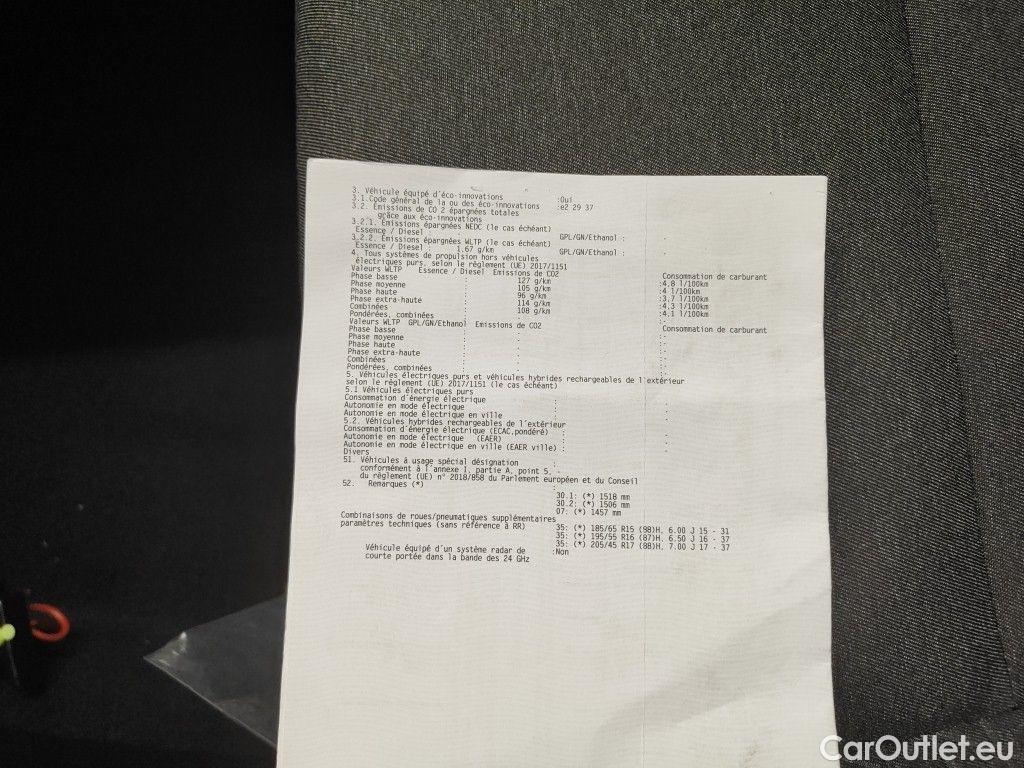 3. Véhicule équipé d'éco-innovations :Oui
3.1.Code général de la ou des éco-innovations :e2 29 37
3.2. Emissions de CO 2 épargnées totales
grâce aux éco-innovations
3.2.1. Emissions épargnées NEDC (le cas échéant)
Essence / Diesel : - GPL/GN/Ethanol : -
3.2.2. Emissions épargnées WLTP (le cas échéant)
Essence / Diesel : 1.67 g/km GPL/GN/Ethanol : -
4. Tous systèmes de propulsion hors véhicules
électriques purs, selon le règlement (UE) 2017/1151
Valeurs WLTP Essence / Diesel Emissions de CO2 Consommation de carburant
Phase basse : 127 g/km :4.8 l/100km
Phase moyenne : 105 g/km :4 l/100km
Phase haute : 96 g/km :3.7 l/100km
Phase extra-haute : 114 g/km :4.3 l/100km
Combinées : 108 g/km :4.1 l/100km
Pondérées, combinées : - :-
Valeurs WLTP GPL/GN/Ethanol Emissions de CO2 Consommation de carburant
Phase basse : - :-
Phase moyenne : - :-
Phase haute : - :-
Phase extra-haute : - :-
Combinées : - :-
Pondérées, combinées : - :-
5. Véhicules électriques purs et véhicules hybrides rechargeables de l'extérieur
selon le règlement (UE) 2017/1151 (le cas échéant)
5.1 Véhicules électriques purs
Consommation d'énergie électrique : -
Autonomie en mode électrique : -
Autonomie en mode électrique en ville : -
5.2. Véhicules hybrides rechargeables de l'extérieur
Consommation d'énergie électrique (ECAC,pondéré) : -
Autonomie en mode électrique (EAER) : -
Autonomie en mode électrique en ville (EAER ville) : -
Divers
51. Véhicules à usage spécial désignation :
conformément à l'annexe I, partie A, point 5, -
du règlement (UE) n° 2018/858 du Parlement européen et du Conseil
52. Remarques (*) :
30.1: (*) 1518 mm
30.2: (*) 1506 mm
07: (*) 1457 mm
Combinaisons de roues/pneumatiques supplémentaires
paramètres techniques (sans référence à RR) 35: (*) 185/65 R15 (98)H, 6.00 J 15 - 31
35: (*) 195/55 R16 (87)H, 6.50 J 16 - 37
35: (*) 205/45 R17 (88)H, 7.00 J 17 - 37
Véhicule équipé d'un système radar de :Non
courte portée dans la bande des 24 GHz
CarOutlet.eu